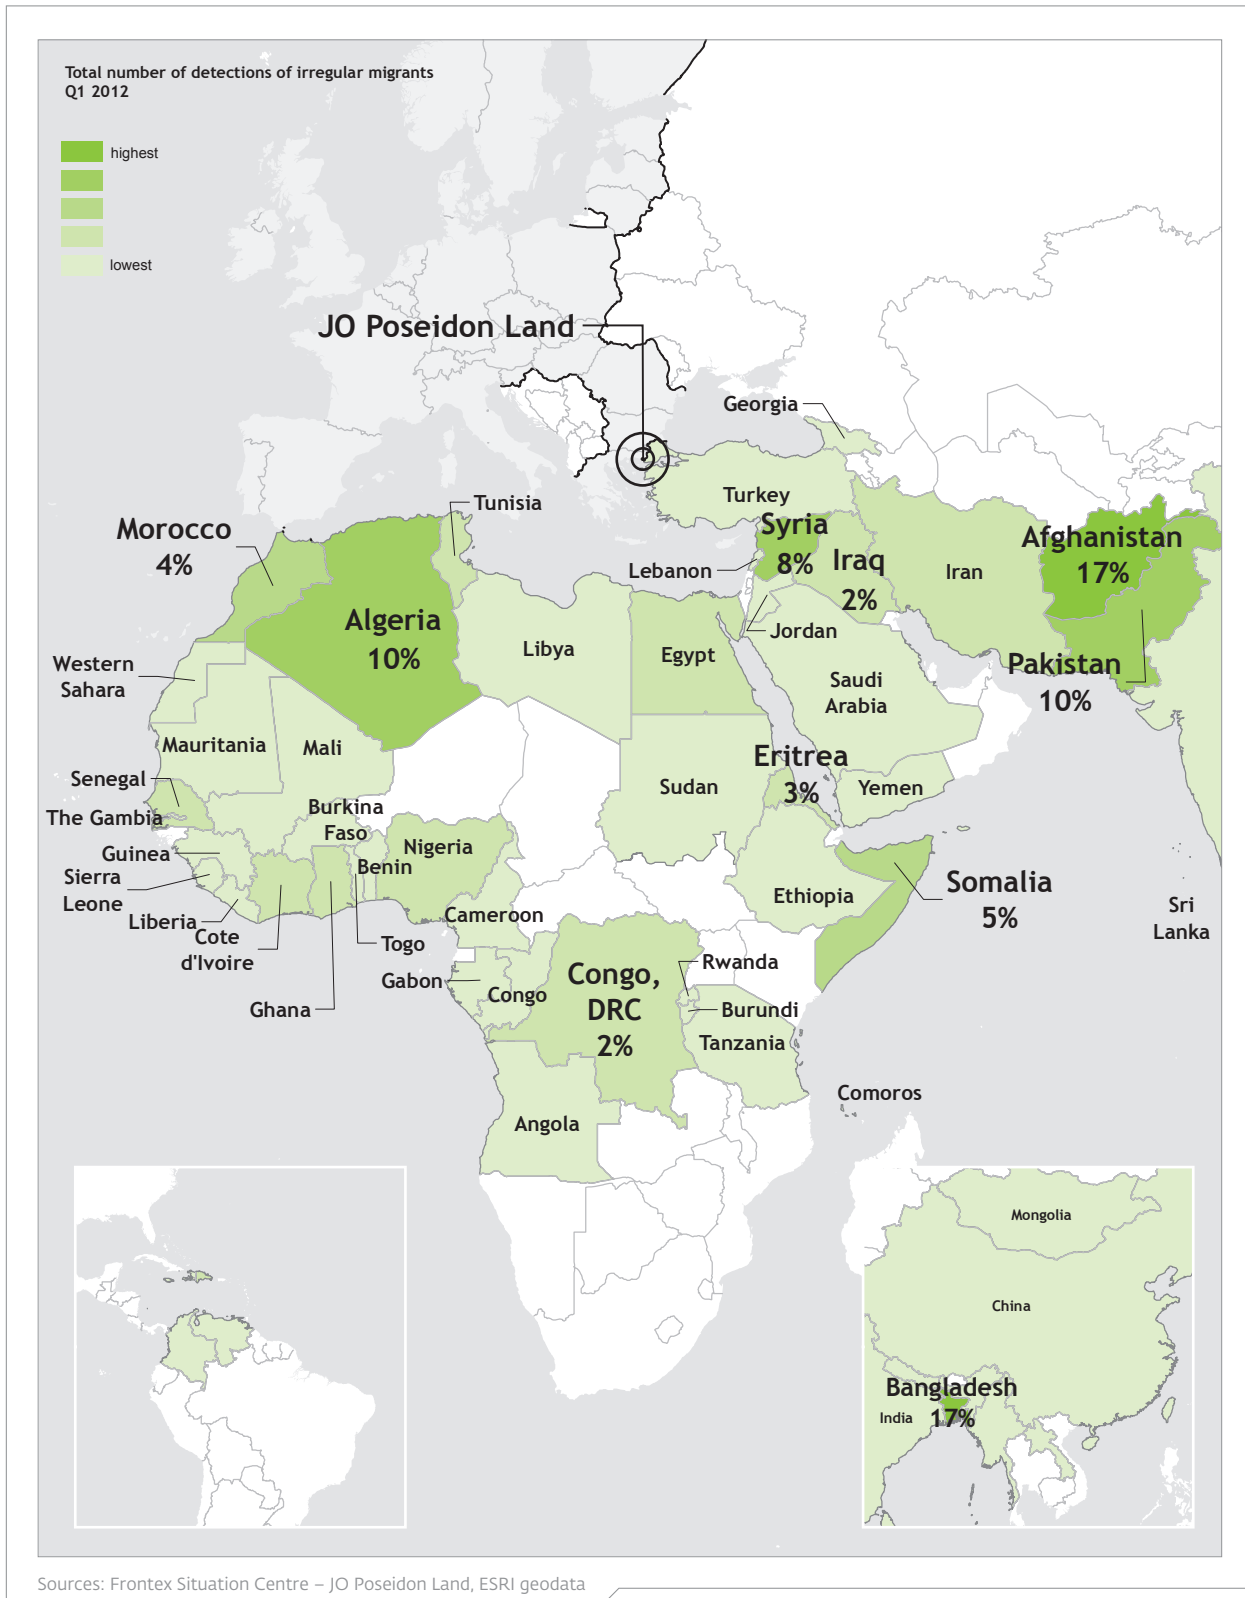 Total number of detections of irregular migrants
Q1 2012
highest
lowest
JO Poseidon Land
Georgia
Turkey
Tunisia
Morocco
4%
Syria
8%
Lebanon
Iraq
2%
Iran
Afghanistan
17%
Algeria
10%
Jordan
Libya
Egypt
Pakistan
10%
Western
Sahara
Saudi
Arabia
Mauritania
Mali
Eritrea
3%
Senegal
Sudan
Yemen
The Gambia
Burkina
Faso
Guinea
Nigeria
Benin
Sierra
Leone
Somalia
5%
Ethiopia
Liberia
Cameroon
Sri
Lanka
Cote
d'Ivoire
Togo
Rwanda
Gabon
Congo
Congo,
DRC
2%
Ghana
Burundi
Tanzania
Comoros
Angola
Mongolia
China
Bangladesh
17%
India
Sources: Frontex Situation Centre – JO Poseidon Land, ESRI geodata